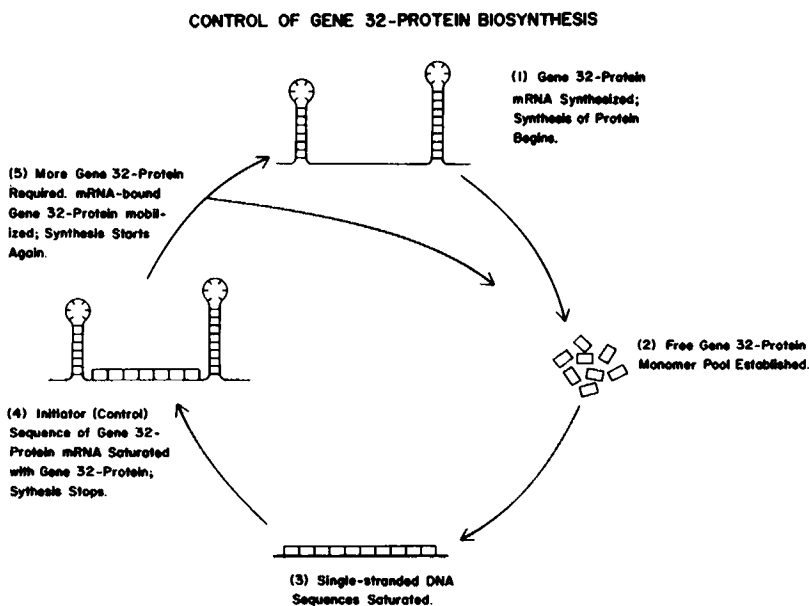 CONTROL OF GENE 32-PROTEIN BIOSYNTHESIS
(1) Gene 32-Protein
mRNA Synthesized;
Synthesis of Protein
Begins.
(2) Free Gene 32-Protein
Monomer Pool Established.
(3) Single-stranded DNA
Sequences Saturated.
(4) Initiator (Control)
Sequence of Gene 32-
Protein mRNA Saturated
with Gene 32-Protein;
Sythesis Stops.
(5) More Gene 32-Protein
Required. mRNA-bound
Gene 32-Protein mobil-
ized; Synthesis Starts
Again.